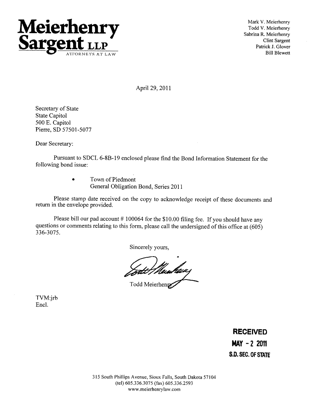 Meierhenry
Sargent LLP
ATTORNEYS AT LAW
Mark V. Meierhenry
Todd V. Meierhenry
Sabrina R. Meierhenry
Clint Sargent
Patrick J. Glover
Bill Blewett
April 29, 2011
Secretary of State
State Capitol
500 E. Capitol
Pierre, SD 57501-5077
Dear Secretary:
Pursuant to SDCL 6-8B-19 enclosed please find the Bond Information Statement for the
following bond issue:
• Town of Piedmont
General Obligation Bond, Series 2011
Please stamp date received on the copy to acknowledge receipt of these documents and
return in the envelope provided.
Please bill our pad account # 100064 for the $10.00 filing fee. If you should have any
questions or comments relating to this form, please call the undersigned of this office at (605)
336-3075.
Sincerely yours,
Todd Meierhenry
Todd Meierhenry
TVM:jrb
Encl.
RECEIVED
MAY - 2 2011
S.D. SEC. OF STATE
315 South Phillips Avenue, Sioux Falls, South Dakota 57104
(tel) 605.336.3075 (fax) 605.336.2593
www.meierhenrylaw.com